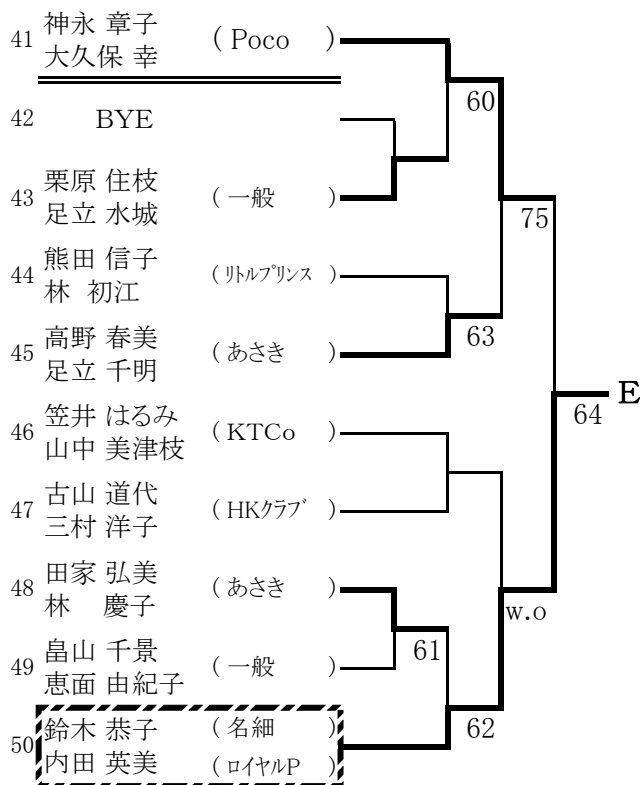 41 神永 章子 ( Poco )
大久保 幸
60
42 BYE
43 栗原 住枝 ( 一般 )
足立 水城
75
44 熊田 信子 ( リトルプリンス )
林 初江
63
45 高野 春美 ( あさき )
足立 千明
64 E
46 笠井 はるみ ( KTCo )
山中 美津枝
47 古山 道代 ( HKクラブ )
三村 洋子
48 田家 弘美 ( あさき )
林 慶子
w.o
61
49 畠山 千景 ( 一般 )
恵面 由紀子
62
50 鈴木 恭子 ( 名細 )
内田 英美 ( ロイヤルP )